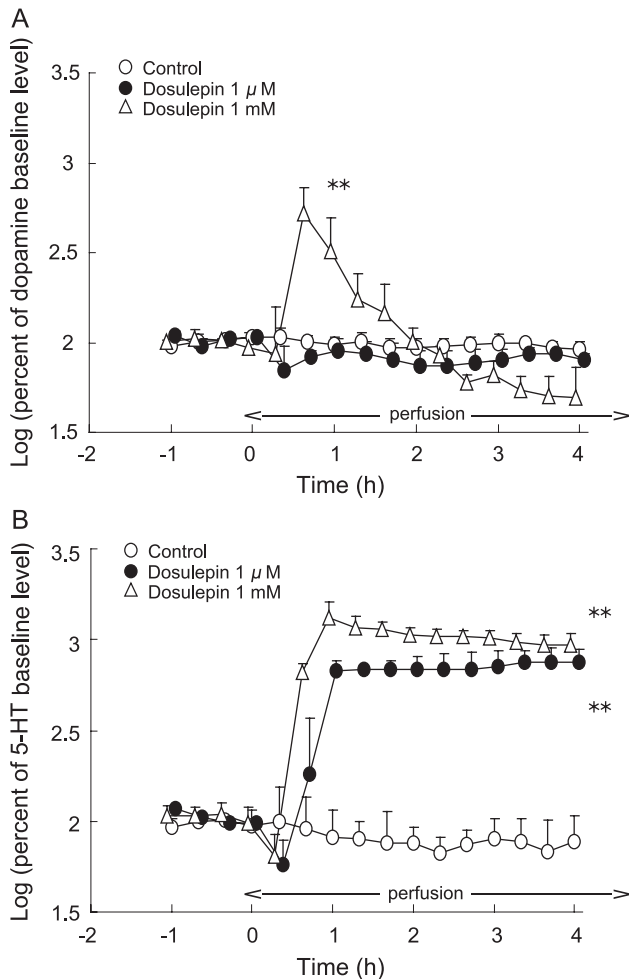 A
Log (percent of dopamine baseline level)
3.5
3
2.5
2
1.5
Control
Dosulepin 1 μM
Dosulepin 1 mM
**
perfusion
-2 -1 0 1 2 3 4
Time (h)
B
Log (percent of 5-HT baseline level)
3.5
3
2.5
2
1.5
Control
Dosulepin 1 μM
Dosulepin 1 mM
**
**
perfusion
-2 -1 0 1 2 3 4
Time (h)